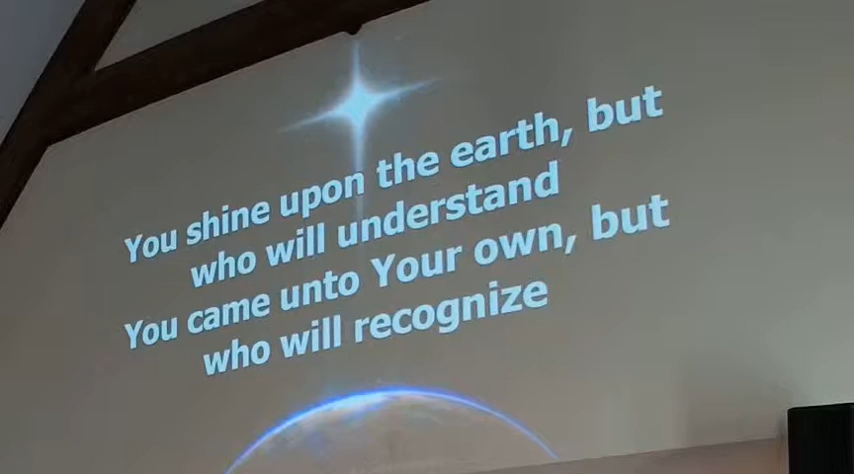 You shine upon the earth, but
who will understand
You came unto Your own, but
who will recognize